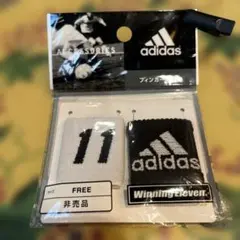 ACCESSORIES
adidas
11
adidas
FREE
非売品
Winning Eleven